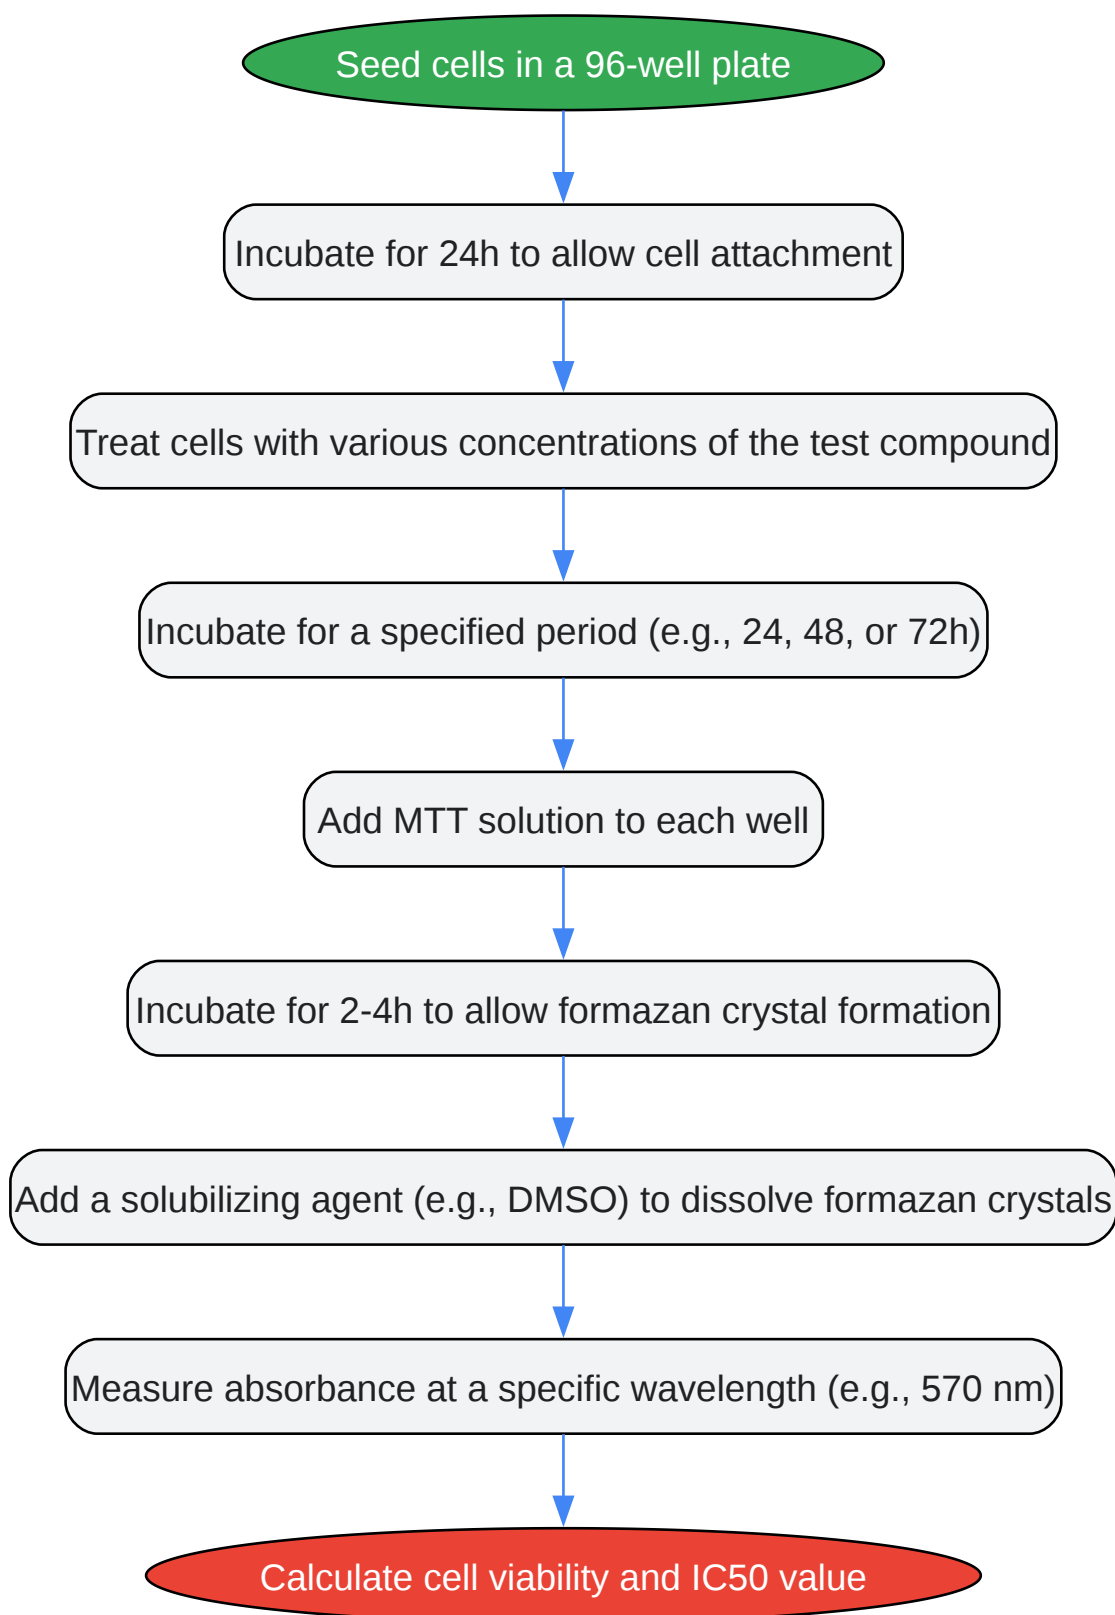 Seed cells in a 96-well plate
Incubate for 24h to allow cell attachment
Treat cells with various concentrations of the test compound
Incubate for a specified period (e.g., 24, 48, or 72h)
Add MTT solution to each well
Incubate for 2-4h to allow formazan crystal formation
Add a solubilizing agent (e.g., DMSO) to dissolve formazan crystals
Measure absorbance at a specific wavelength (e.g., 570 nm)
Calculate cell viability and IC50 value